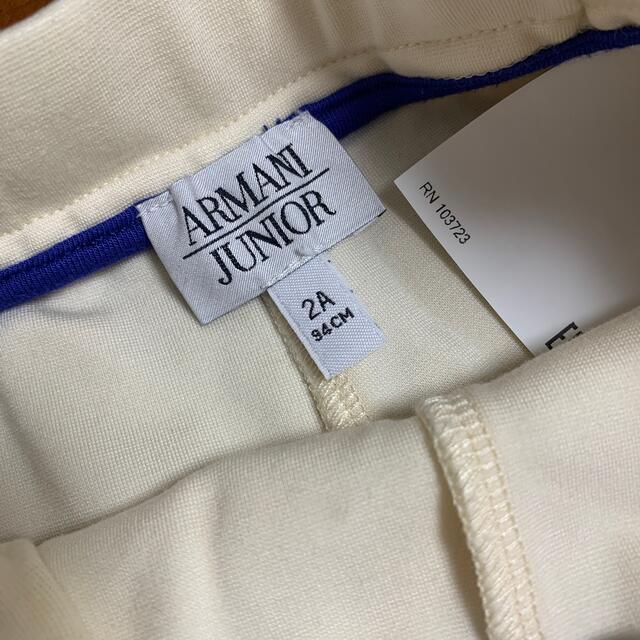 ARMANI
JUNIOR
2A
94CM
RN 103723